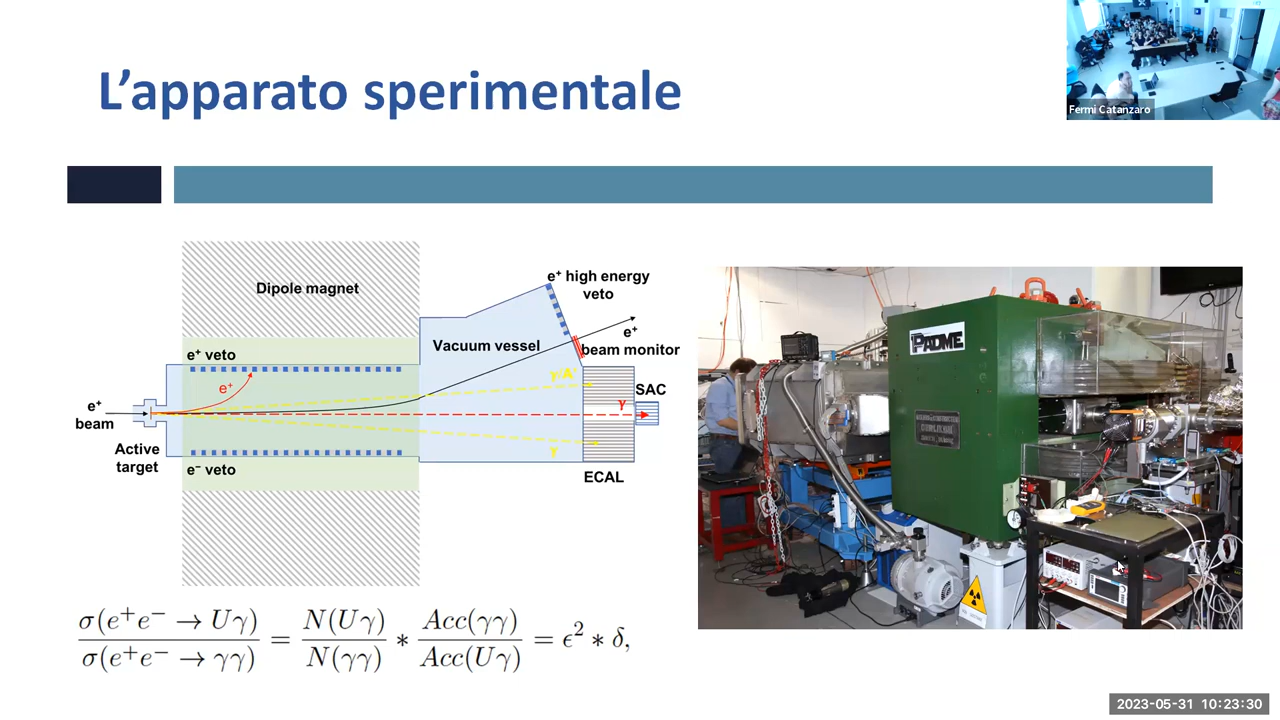 L’apparato sperimentale
Fermi Catanzaro
Dipole magnet
e⁺ high energy
veto
e⁺
beam monitor
Vacuum vessel
e⁺ veto
e⁺
γ/A'
SAC
γ
e⁺
beam
Active
target
e⁻ veto
γ
ECAL
PADME
σ(e⁺e⁻ → Uγ) / σ(e⁺e⁻ → γγ) = N(Uγ) / N(γγ) * Acc(γγ) / Acc(Uγ) = ϵ² * δ,
2023-05-31 10:23:30